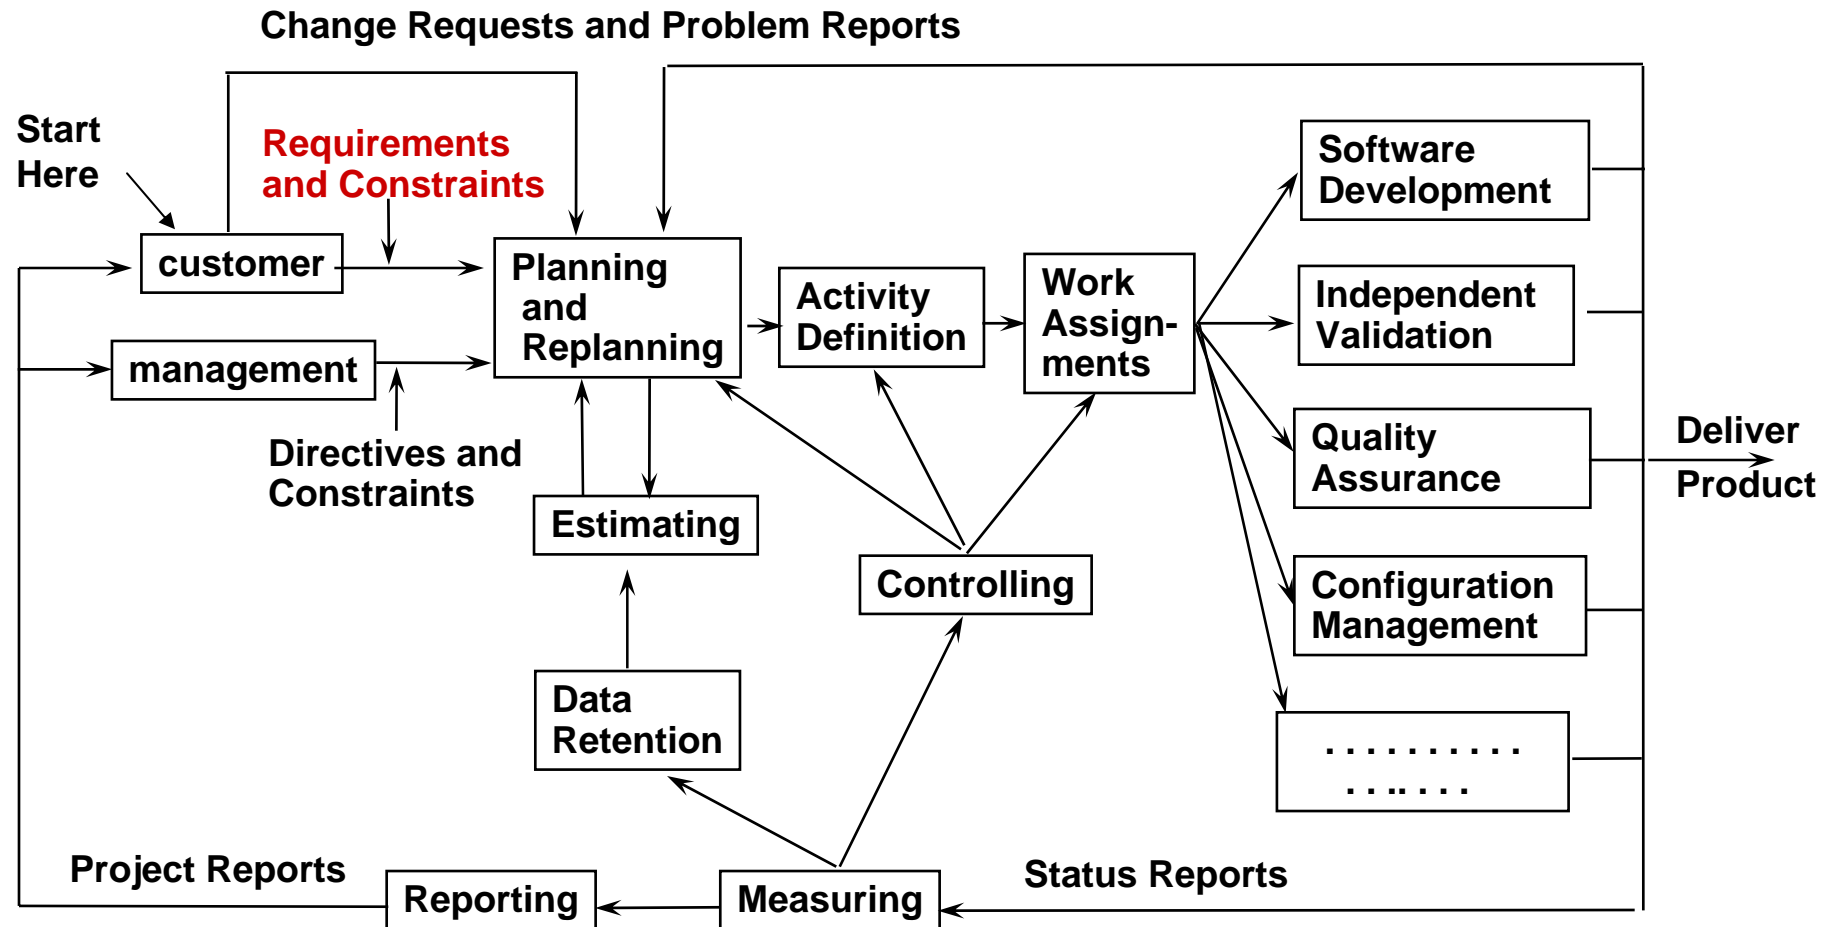 Change Requests and Problem Reports
Start
Here
Requirements
and Constraints
customer
management
Directives and
Constraints
Planning
and
Replanning
Estimating
Data
Retention
Activity
Definition
Controlling
Work
Assign-
ments
Software
Development
Independent
Validation
Quality
Assurance
Configuration
Management
. . . . . . . . . .
. . .. . . .
Deliver
Product
Project Reports
Reporting
Measuring
Status Reports